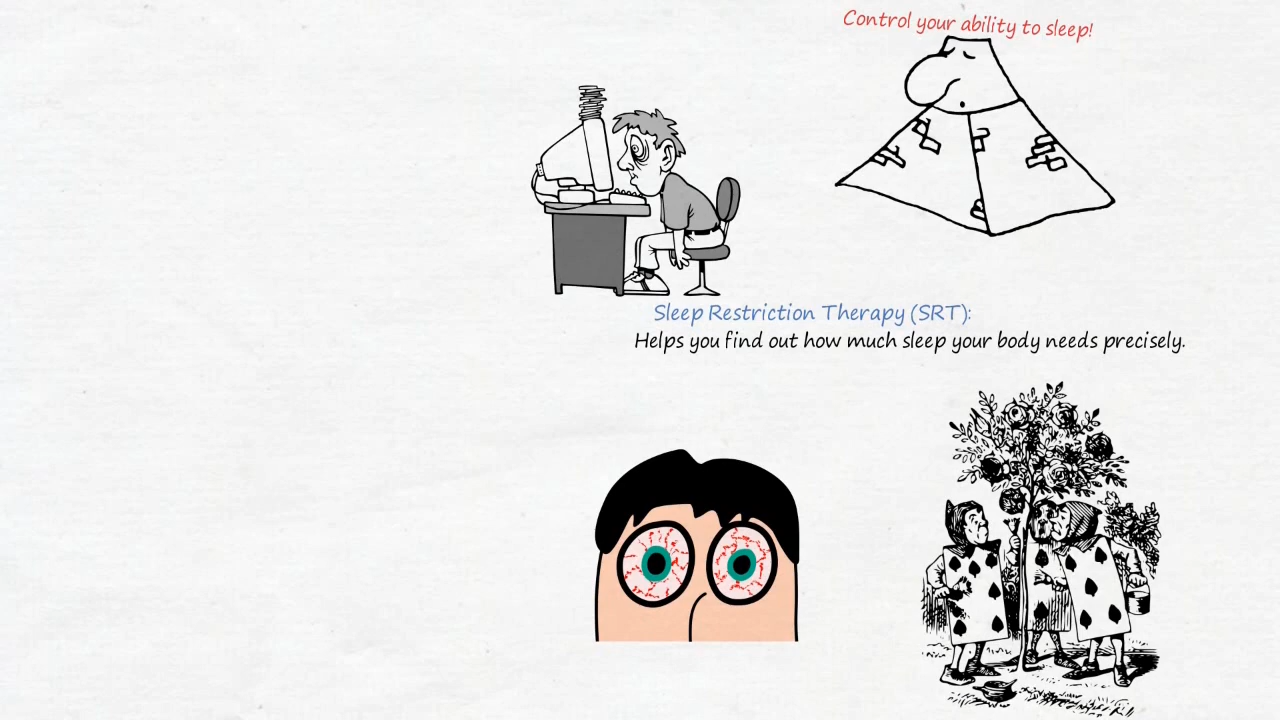 Control your ability to sleep!
Sleep Restriction Therapy (SRT):
Helps you find out how much sleep your body needs precisely.